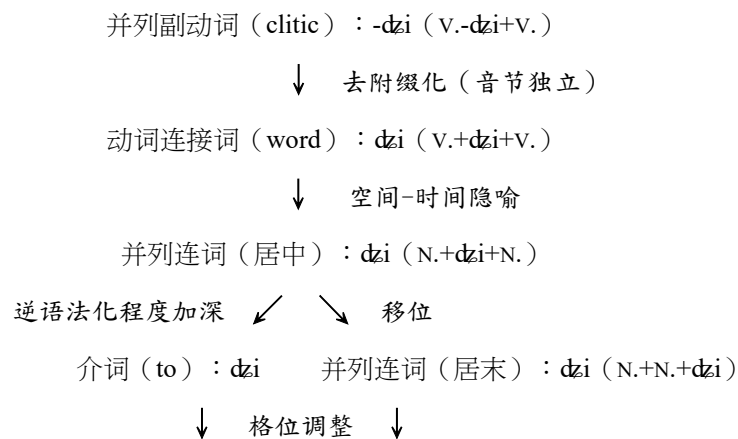 并列副动词（clitic）：-ʥi（V.-ʥi+V.）
去附缀化（音节独立）
动词连接词（word）：ʥi（V.+ʥi+V.）
空间-时间隐喻
并列连词（居中）：ʥi（N.+ʥi+N.）
逆语法化程度加深 移位
介词（to）：ʥi 并列连词（居末）：ʥi（N.+N.+ʥi）
格位调整